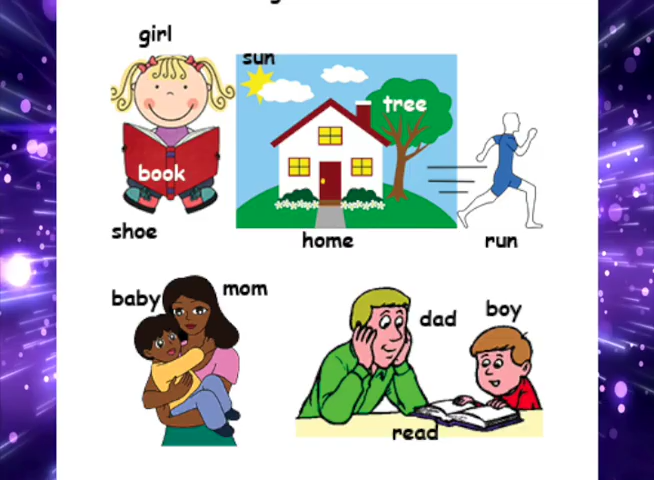 girl
sun
tree
book
shoe
home
run
baby
mom
dad
boy
read